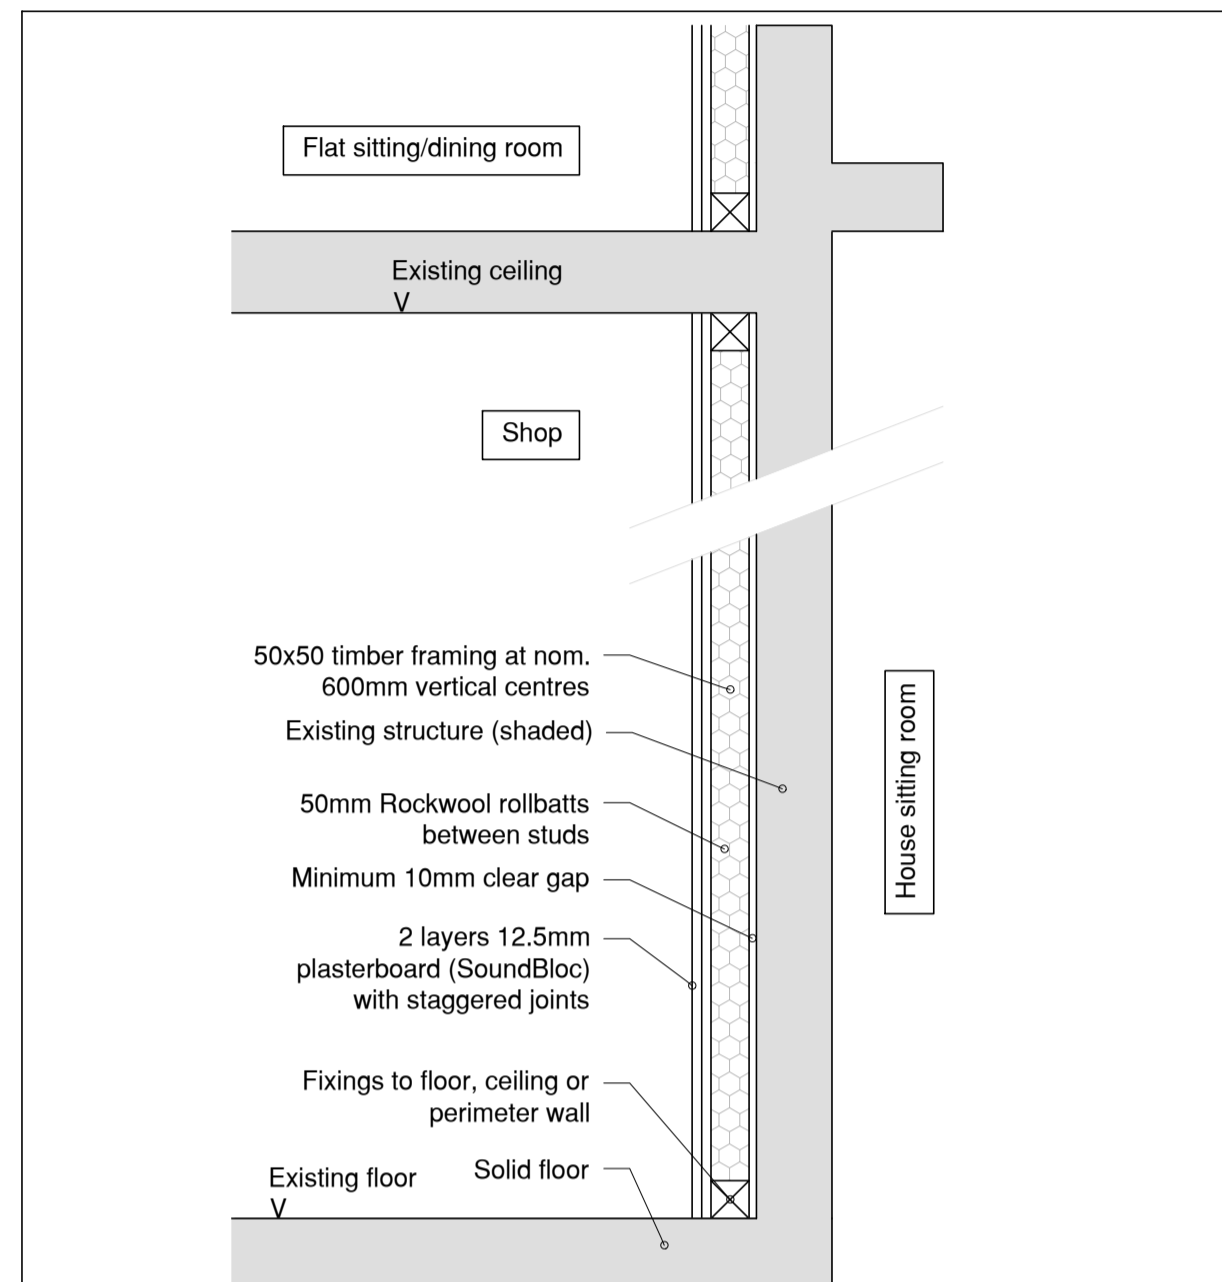 Flat sitting/dining room
Existing ceiling
V
Shop
50x50 timber framing at nom.
600mm vertical centres
Existing structure (shaded)
50mm Rockwool rollbatts
between studs
Minimum 10mm clear gap
2 layers 12.5mm
plasterboard (SoundBloc)
with staggered joints
Fixings to floor, ceiling or
perimeter wall
Solid floor
Existing floor
V
House sitting room